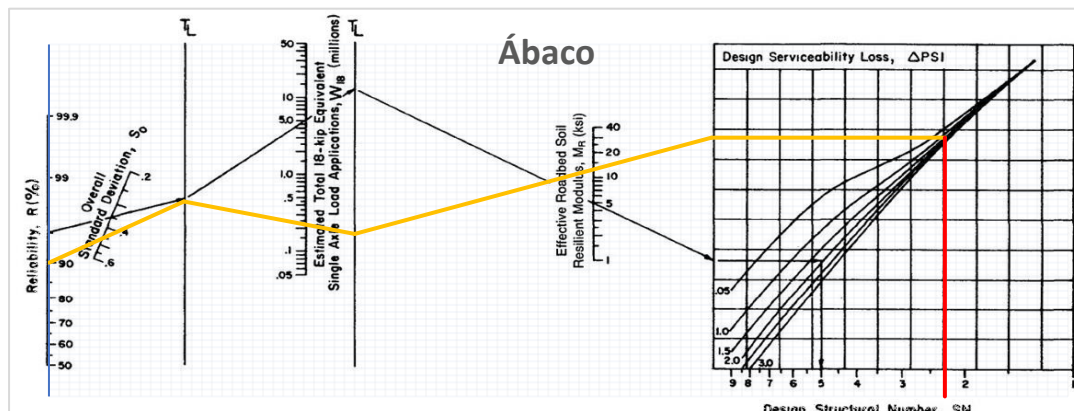 Ábaco
TL
TL
Reliability, R (%)
99.9
99
90
80
70
60
50
Overall
Standard Deviation, So
.2
.4
.6
Estimated Total 18-kip Equivalent
Single Axle Load Applications, W18 (millions)
50
10
5.0
1.0
.5
.1
.05
Effective Roadbed Soil
Resilient Modulus, MR (ksi)
40
20
10
5
1
Design Serviceability Loss, △PSI
.05
1.0
1.5
2.0
3.0
9 8 7 6 5 4 3 2
Design Structural Number, SN